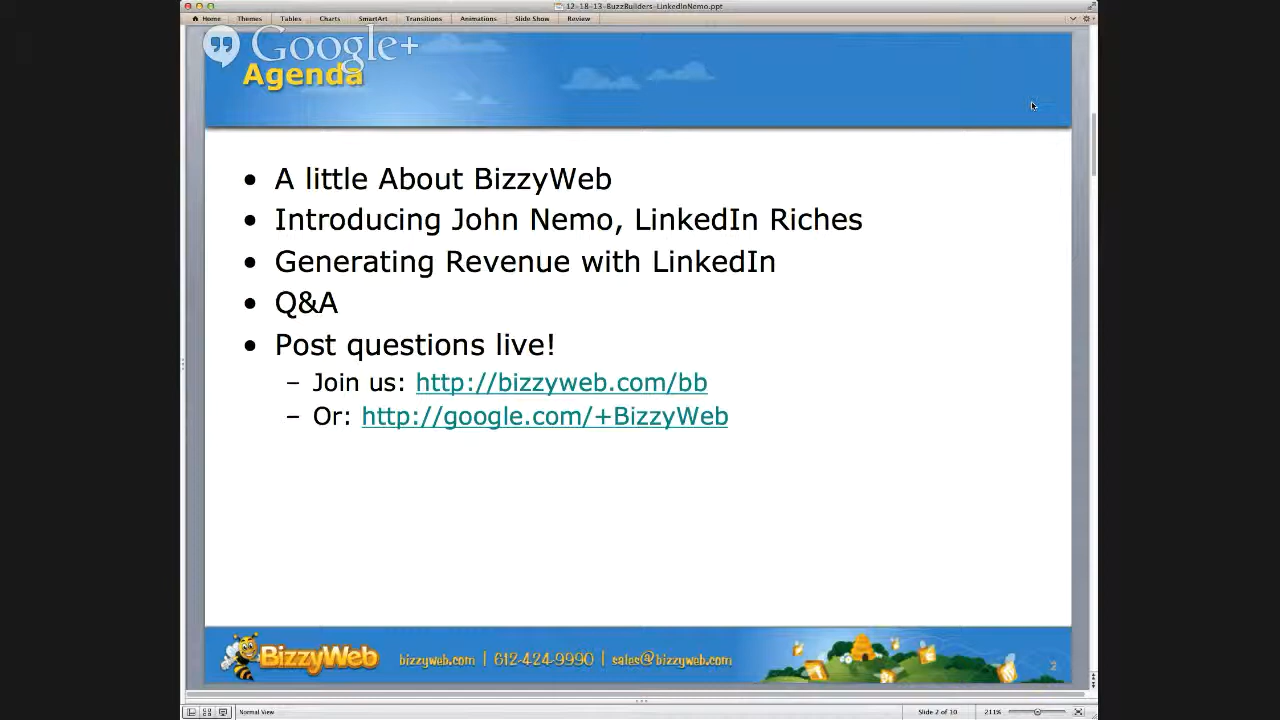 12-18-13-BuzzBuilders-LinkedInNemo.ppt
Home Themes Tables Charts SmartArt Transitions Animations Slide Show Review
Google+
Agenda
• A little About BizzyWeb
• Introducing John Nemo, LinkedIn Riches
• Generating Revenue with LinkedIn
• Q&A
• Post questions live!
– Join us: http://bizzyweb.com/bb
– Or: http://google.com/+BizzyWeb
BizzyWeb bizzyweb.com | 612-424-9990 | sales@bizzyweb.com 2
Normal View Slide 2 of 10 211%